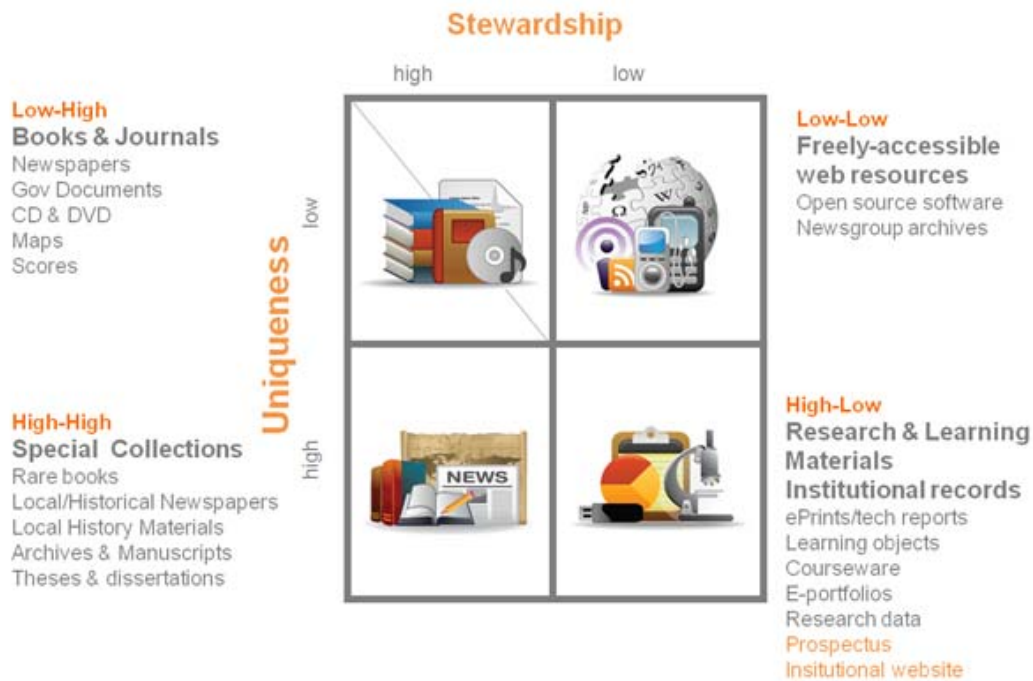 Stewardship
high
low
Low-High
Books & Journals
Newspapers
Gov Documents
CD & DVD
Maps
Scores
Low-Low
Freely-accessible
web resources
Open source software
Newsgroup archives
Uniqueness
low
high
W
High-High
Special Collections
Rare books
Local/Historical Newspapers
Local History Materials
Archives & Manuscripts
Theses & dissertations
NEWS
High-Low
Research & Learning
Materials
Institutional records
ePrints/tech reports
Learning objects
Courseware
E-portfolios
Research data
Prospectus
Insitutional website